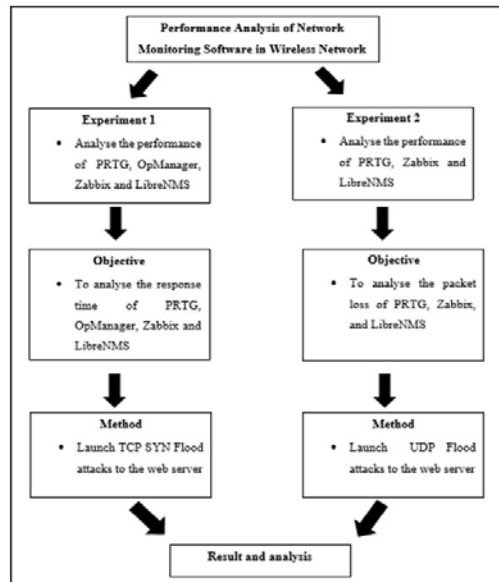 Performance Analysis of Network
Monitoring Software in Wireless Network
Experiment 1
• Analyse the performance
of PRTG, OpManager,
Zabbix and LibreNMS
Objective
• To analyse the response
time of PRTG,
OpManager, Zabbix and
LibreNMS
Method
• Launch TCP SYN Flood
attacks to the web server
Experiment 2
• Analyse the performance
of PRTG, Zabbix and
LibreNMS
Objective
• To analyse the packet
loss of PRTG, Zabbix,
and LibreNMS
Method
• Launch UDP Flood
attacks to the web server
Result and analysis